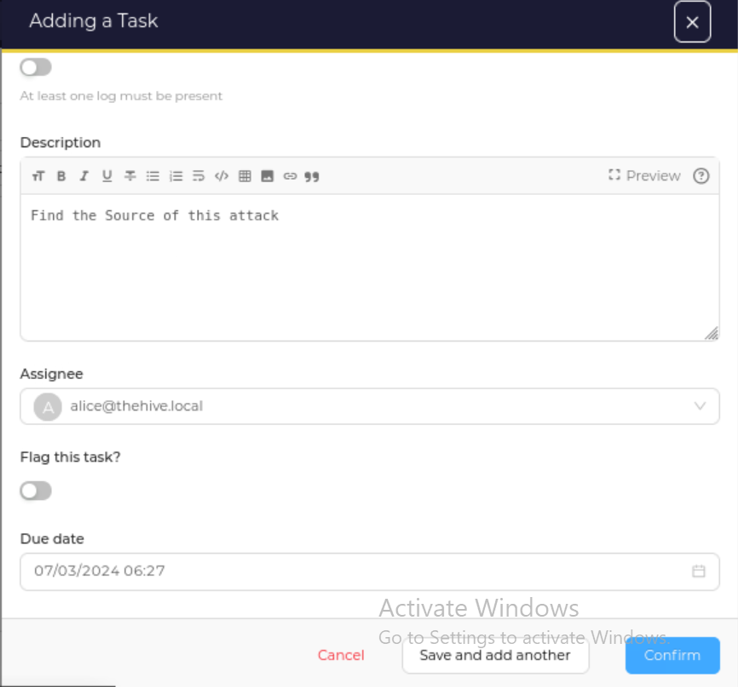 Adding a Task
At least one log must be present
Description
Preview
Find the Source of this attack
Assignee
A alice@thehive.local
Flag this task?
Due date
07/03/2024 06:27
Activate Windows
Go to Settings to activate Windows.
Cancel Save and add another Confirm